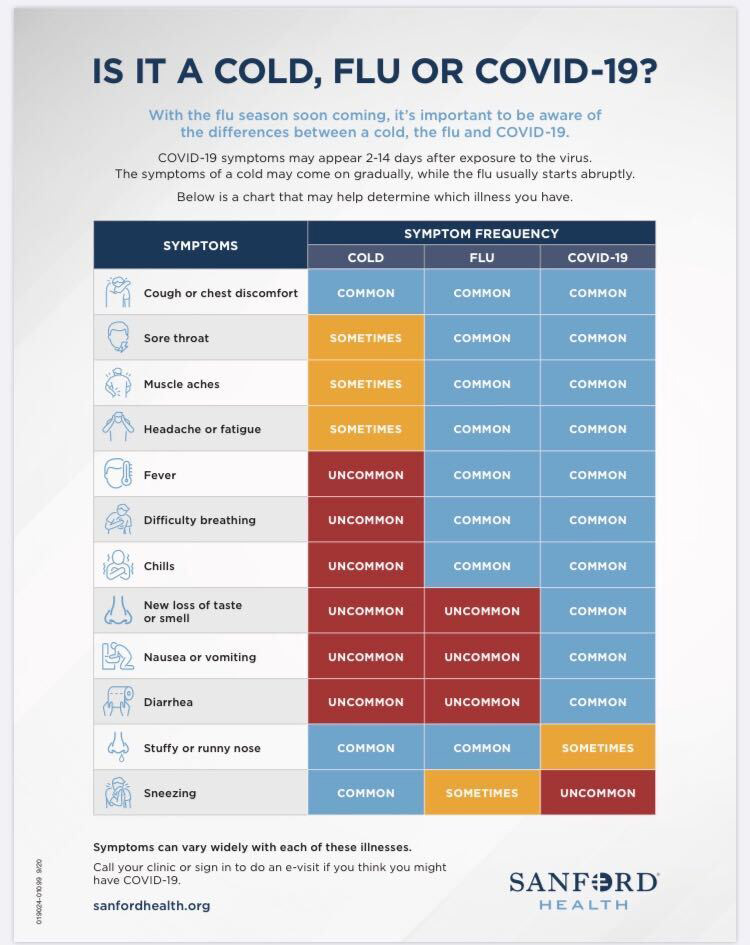 IS IT A COLD, FLU OR COVID-19?
With the flu season soon coming, it's important to be aware of
the differences between a cold, the flu and COVID-19.
COVID-19 symptoms may appear 2-14 days after exposure to the virus.
The symptoms of a cold may come on gradually, while the flu usually starts abruptly.
Below is a chart that may help determine which illness you have.
SYMPTOMS
SYMPTOM FREQUENCY
COLD FLU COVID-19
Cough or chest discomfort COMMON COMMON COMMON
Sore throat SOMETIMES COMMON COMMON
Muscle aches SOMETIMES COMMON COMMON
Headache or fatigue SOMETIMES COMMON COMMON
Fever UNCOMMON COMMON COMMON
Difficulty breathing UNCOMMON COMMON COMMON
Chills UNCOMMON COMMON COMMON
New loss of taste
or smell UNCOMMON UNCOMMON COMMON
Nausea or vomiting UNCOMMON UNCOMMON COMMON
Diarrhea UNCOMMON UNCOMMON COMMON
Stuffy or runny nose COMMON COMMON SOMETIMES
Sneezing COMMON SOMETIMES UNCOMMON
Symptoms can vary widely with each of these illnesses.
Call your clinic or sign in to do an e-visit if you think you might
have COVID-19.
sanfordhealth.org
SANFORD
HEALTH
019024-01099 9/20